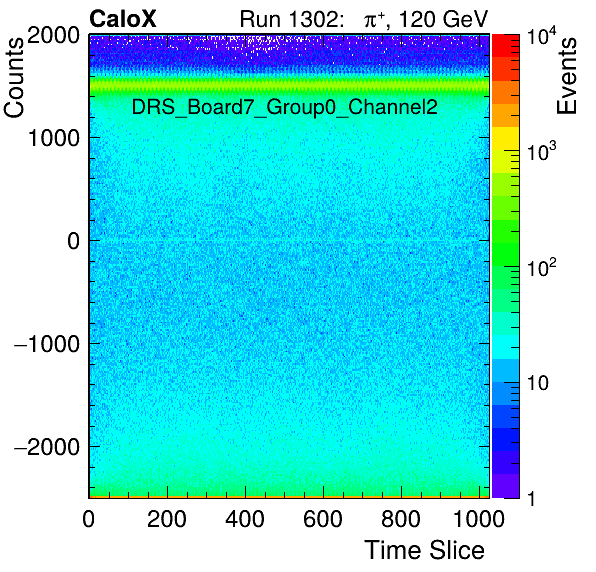 CaloX Run 1302: π⁺, 120 GeV
Counts
2000
1000
0
−1000
−2000
DRS_Board7_Group0_Channel2
0 200 400 600 800 1000
Time Slice
Events
10⁴
10³
10²
10
1